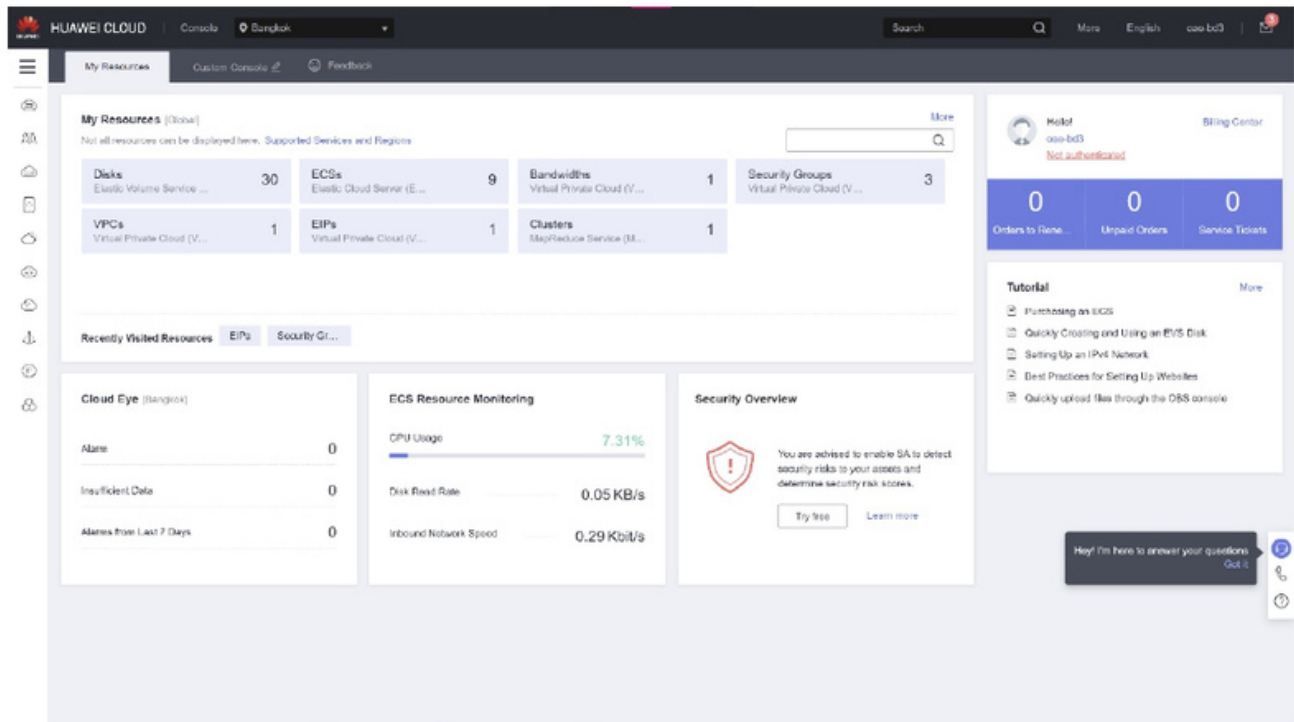 HUAWEI CLOUD Console Bangkok Search More English 3
My Resources Custom Console Feedback
My Resources (Global) More
Not all resources can be displayed here. Supported Services and Regions
Disks 30
Elastic Volume Service ...
ECSs 9
Elastic Cloud Server (E...
Bandwidths 1
Virtual Private Cloud (V...
Security Groups 3
Virtual Private Cloud (V...
VPCs 1
Virtual Private Cloud (V...
EIPs 1
Virtual Private Cloud (V...
Clusters 1
MapReduce Service (M...
Recently Visited Resources EIPs Security Gr...
Cloud Eye (Bangkok)
Alarm 0
Insufficient Data 0
Alarms from Last 7 Days 0
ECS Resource Monitoring
CPU Usage 7.31%
Disk Read Rate 0.05 KB/s
Inbound Network Speed 0.29 Kbit/s
Security Overview
You are advised to enable SA to detect
security risks to your assets and
determine security risk scores.
Try free Learn more
Hello! Billing Center
Not authenticated
0 0 0
Orders to Rene... Unpaid Orders Service Tickets
Tutorial More
Purchasing an ECS
Quickly Creating and Using an EVS Disk
Setting Up an IPv4 Network
Best Practices for Setting Up Websites
Quickly upload files through the OBS console
Hey! I'm here to answer your questions
Got it